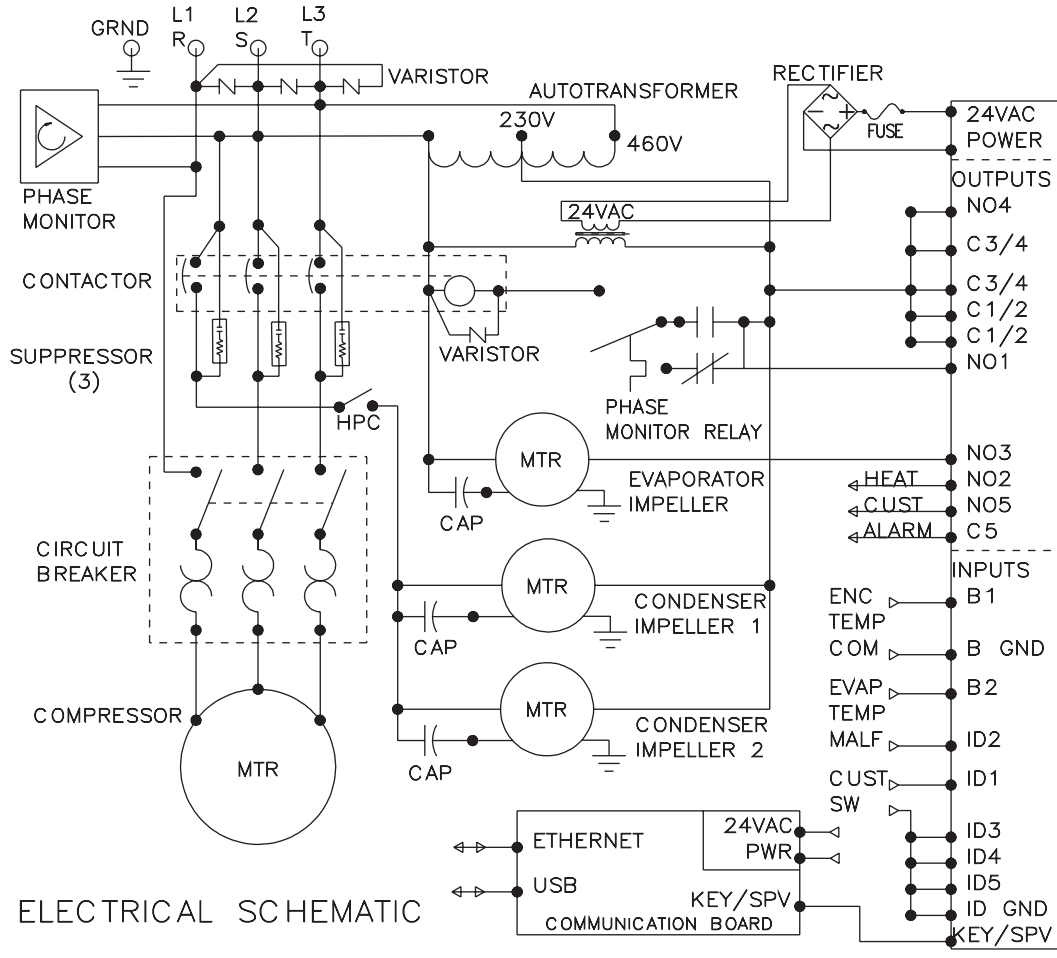 GRND
L1
R
L2
S
L3
T
VARISTOR
AUTOTRANSFORMER
230V
460V
RECTIFIER
FUSE
24VAC
POWER
PHASE
MONITOR
OUTPUTS
24VAC
NO4
C3/4
CONTACTOR
C3/4
C1/2
C1/2
NO1
SUPPRESSOR
(3)
VARISTOR
HPC
PHASE
MONITOR RELAY
MTR
EVAPORATOR
IMPELLER
CAP
NO3
HEAT
NO2
CUST
NO5
ALARM
C5
CIRCUIT
BREAKER
MTR
CONDENSER
IMPELLER 1
CAP
INPUTS
ENC
TEMP
B1
COM
B GND
EVAP
TEMP
B2
COMPRESSOR
MTR
MTR
CONDENSER
IMPELLER 2
CAP
MALF
ID2
CUST
SW
ID1
ID3
ID4
ID5
ID GND
KEY/SPV
ETHERNET
USB
24VAC
PWR
KEY/SPV
COMMUNICATION BOARD
ELECTRICAL SCHEMATIC